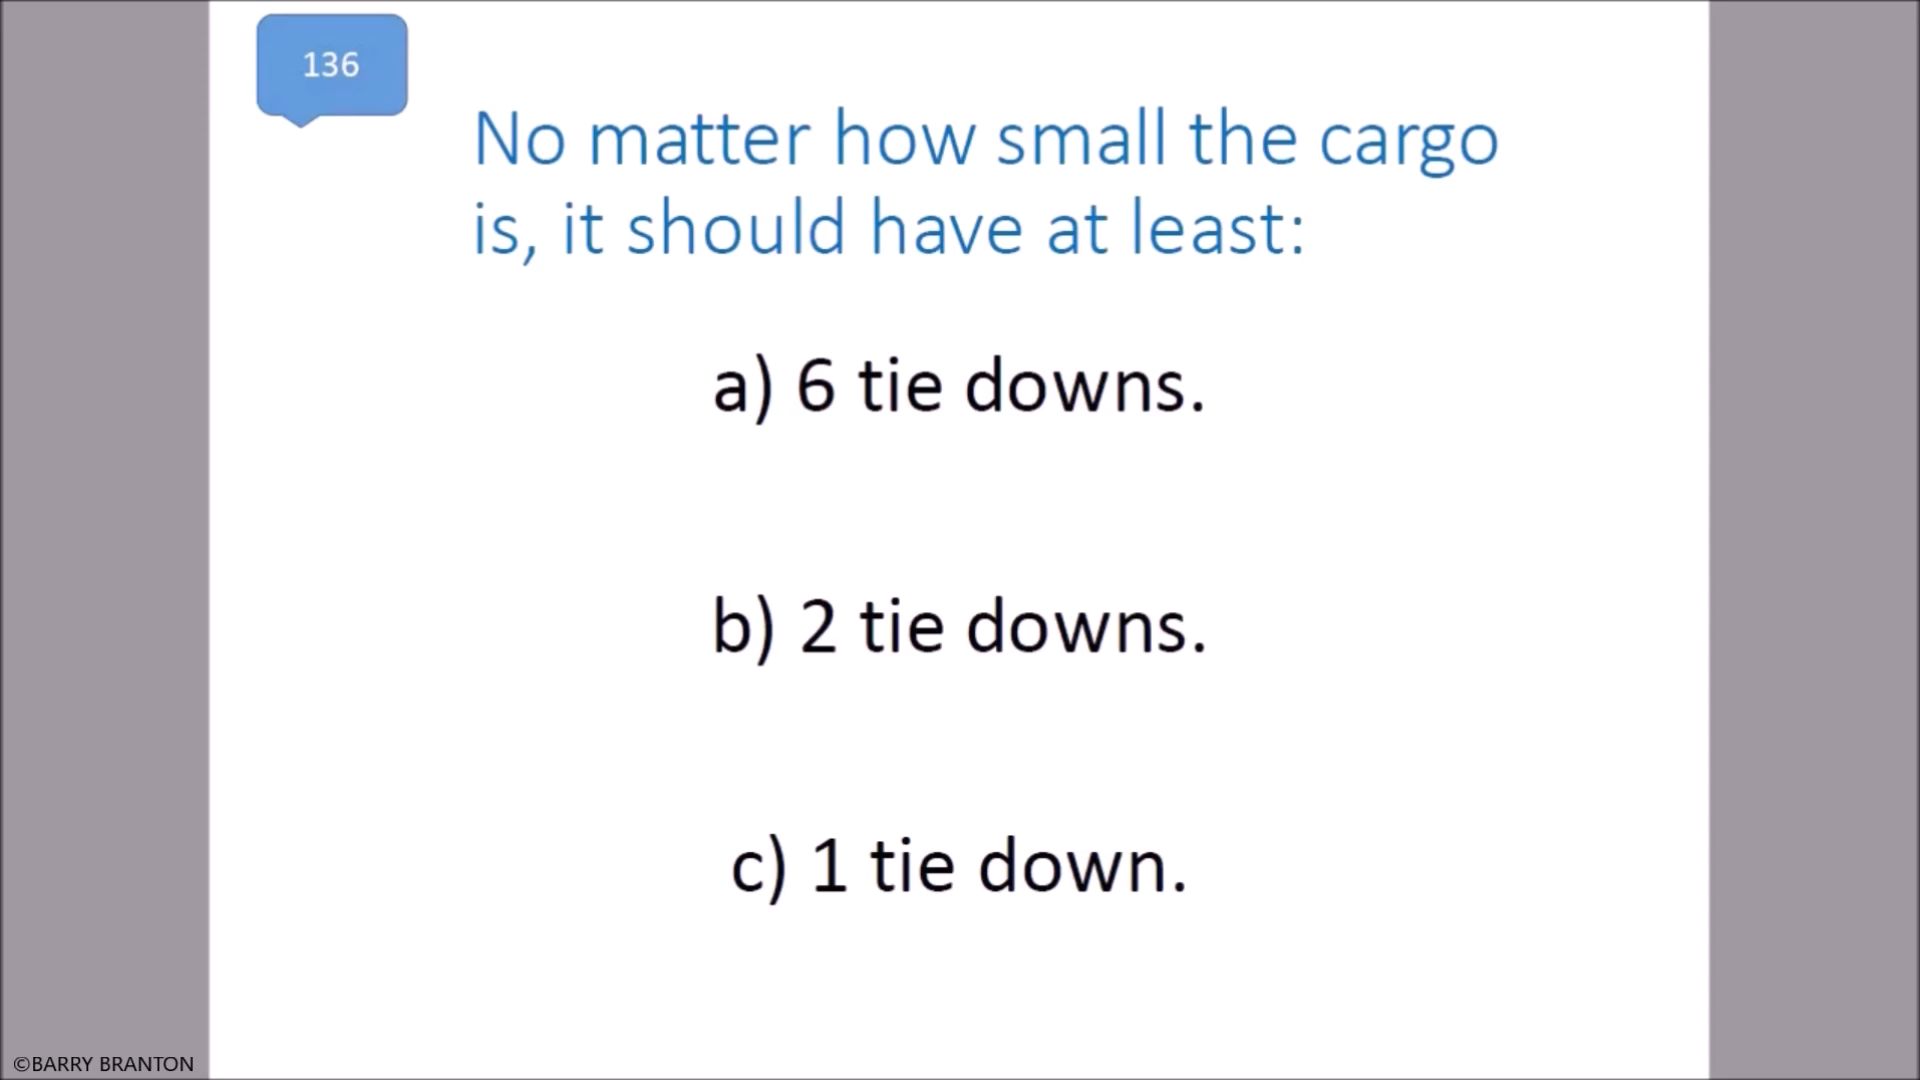 136
No matter how small the cargo
is, it should have at least:
a) 6 tie downs.
b) 2 tie downs.
c) 1 tie down.
©BARRY BRANTON